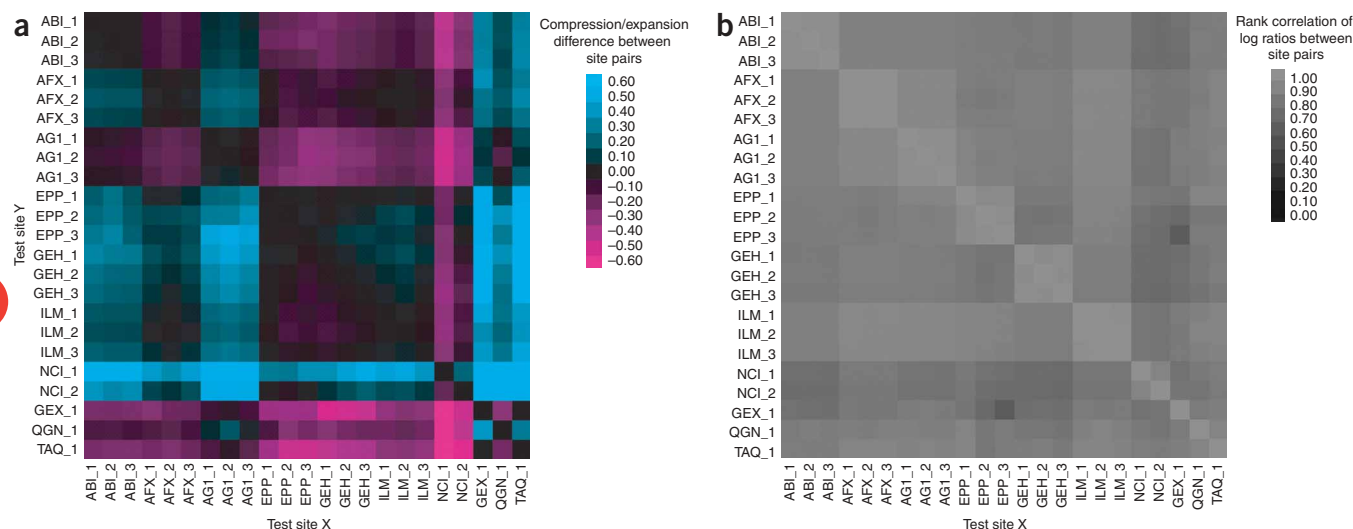 a
ABI_1
ABI_2
ABI_3
AFX_1
AFX_2
AFX_3
AG1_1
AG1_2
AG1_3
EPP_1
EPP_2
EPP_3
GEH_1
GEH_2
GEH_3
ILM_1
ILM_2
ILM_3
NCI_1
NCI_2
GEX_1
QGN_1
TAQ_1
Test site Y
ABI_1
ABI_2
ABI_3
AFX_1
AFX_2
AFX_3
AG1_1
AG1_2
AG1_3
EPP_1
EPP_2
EPP_3
GEH_1
GEH_2
GEH_3
ILM_1
ILM_2
ILM_3
NCI_1
NCI_2
GEX_1
QGN_1
TAQ_1
Test site X
Compression/expansion
difference between
site pairs
0.60
0.50
0.40
0.30
0.20
0.10
0.00
–0.10
–0.20
–0.30
–0.40
–0.50
–0.60
b
ABI_1
ABI_2
ABI_3
AFX_1
AFX_2
AFX_3
AG1_1
AG1_2
AG1_3
EPP_1
EPP_2
EPP_3
GEH_1
GEH_2
GEH_3
ILM_1
ILM_2
ILM_3
NCI_1
NCI_2
GEX_1
QGN_1
TAQ_1
ABI_1
ABI_2
ABI_3
AFX_1
AFX_2
AFX_3
AG1_1
AG1_2
AG1_3
EPP_1
EPP_2
EPP_3
GEH_1
GEH_2
GEH_3
ILM_1
ILM_2
ILM_3
NCI_1
NCI_2
GEX_1
QGN_1
TAQ_1
Test site X
Rank correlation of
log ratios between
site pairs
1.00
0.90
0.80
0.70
0.60
0.50
0.40
0.30
0.20
0.10
0.00